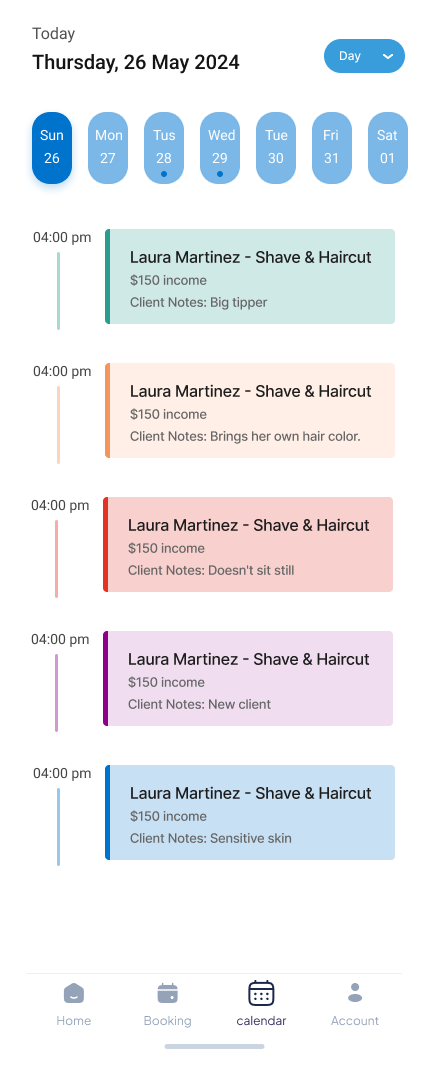 Today
Thursday, 26 May 2024
Day
Sun Mon Tus Wed Tue Fri Sat
26 27 28 29 30 31 01
04:00 pm
Laura Martinez - Shave & Haircut
$150 income
Client Notes: Big tipper
04:00 pm
Laura Martinez - Shave & Haircut
$150 income
Client Notes: Brings her own hair color.
04:00 pm
Laura Martinez - Shave & Haircut
$150 income
Client Notes: Doesn't sit still
04:00 pm
Laura Martinez - Shave & Haircut
$150 income
Client Notes: New client
04:00 pm
Laura Martinez - Shave & Haircut
$150 income
Client Notes: Sensitive skin
Home Booking calendar Account